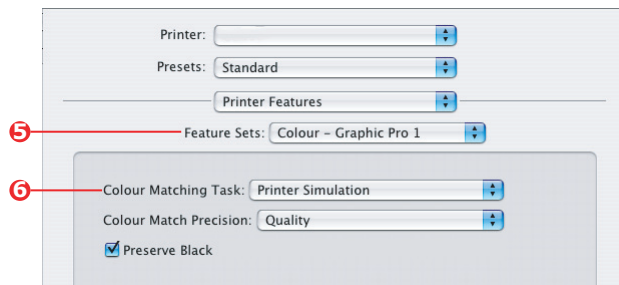 Printer:
Presets: Standard
Printer Features
5 Feature Sets: Colour – Graphic Pro 1
6 Colour Matching Task: Printer Simulation
Colour Match Precision: Quality
Preserve Black